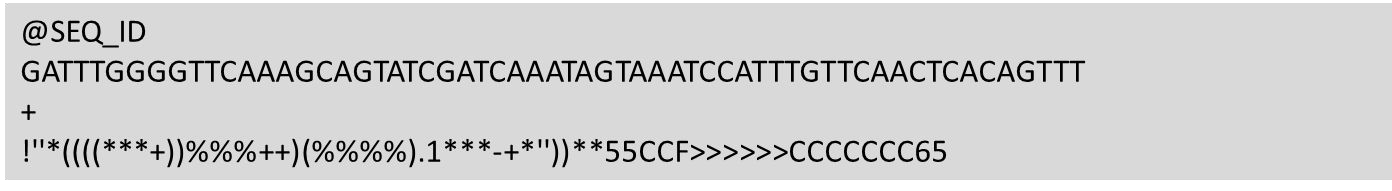 @SEQ_ID
GATTTGGGGTTCAAAGCAGTATCGATCAAATAGTAAATCCATTTGTTCAACTCACAGTTT
+
!''*((((***+))%%%++)(%%%%).1***-+*''))**55CCF>>>>>>CCCCCCC65